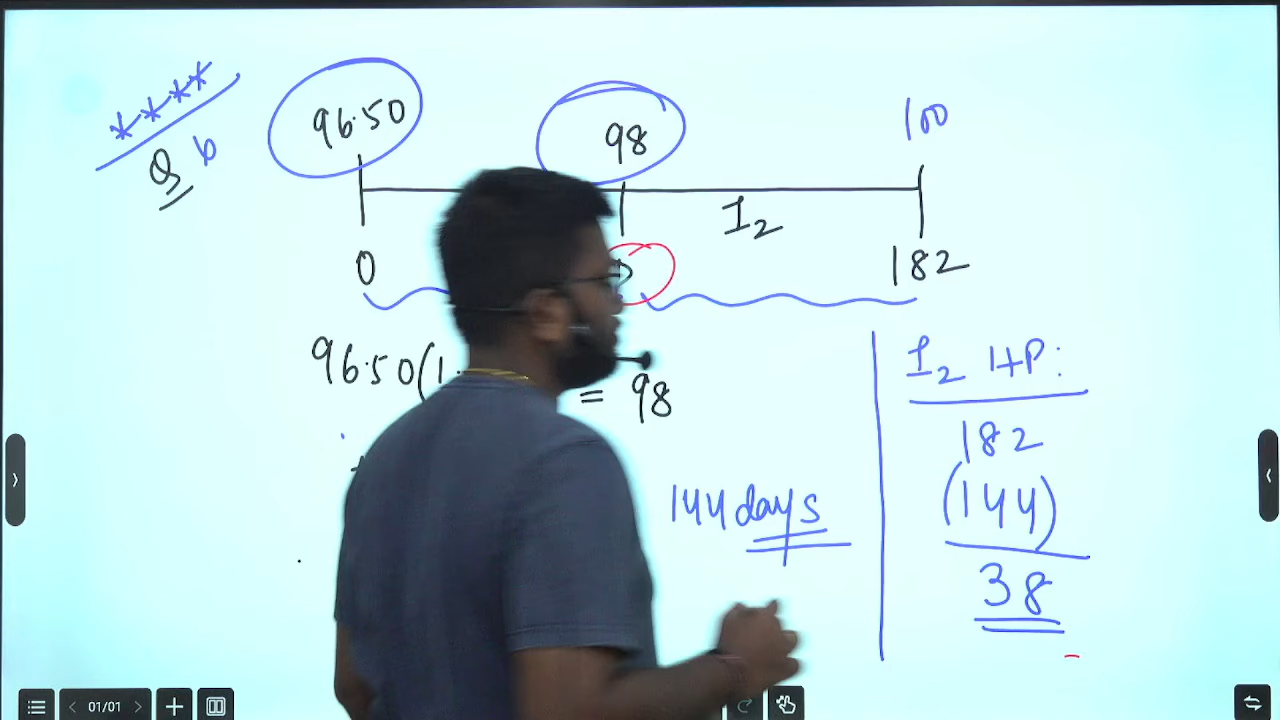 ****
Q b
96.50 98 100
I2
0 182
96.50(1 = 98
I2 HP:
182
144 days (144)
38
01/01